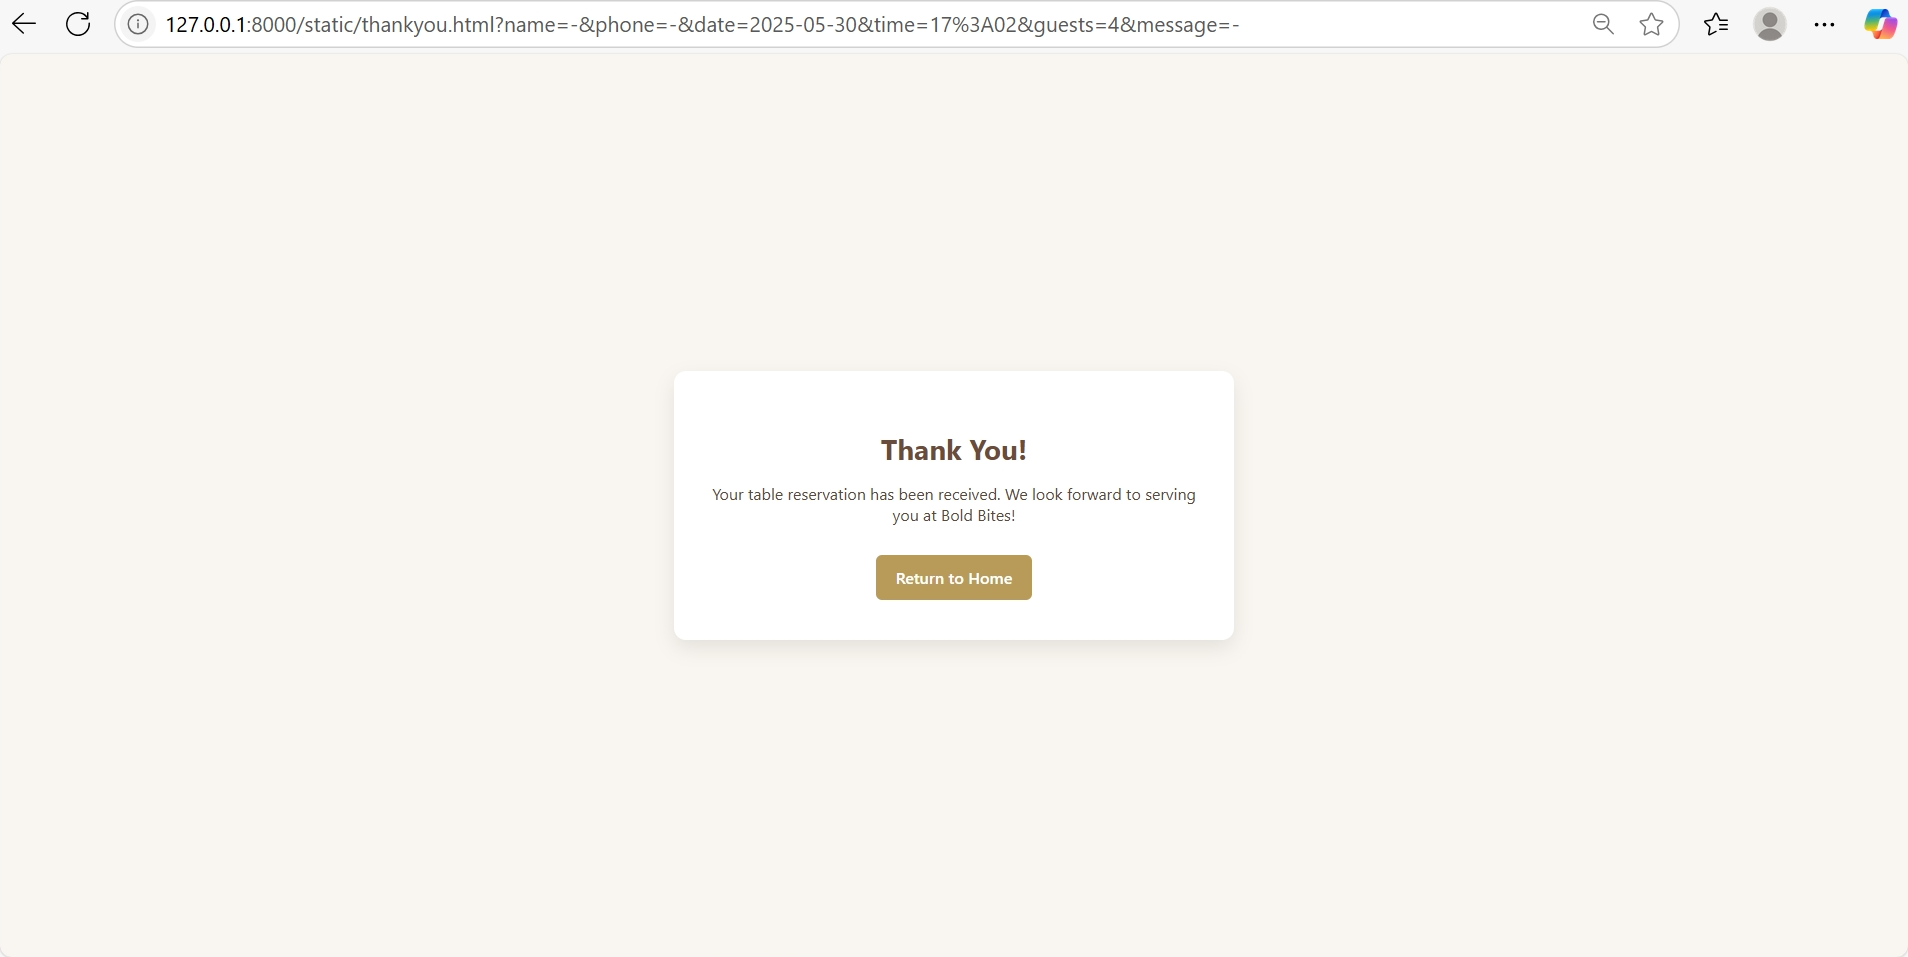 127.0.0.1:8000/static/thankyou.html?name=-&phone=-&date=2025-05-30&time=17%3A02&guests=4&message=-
Thank You!
Your table reservation has been received. We look forward to serving
you at Bold Bites!
Return to Home